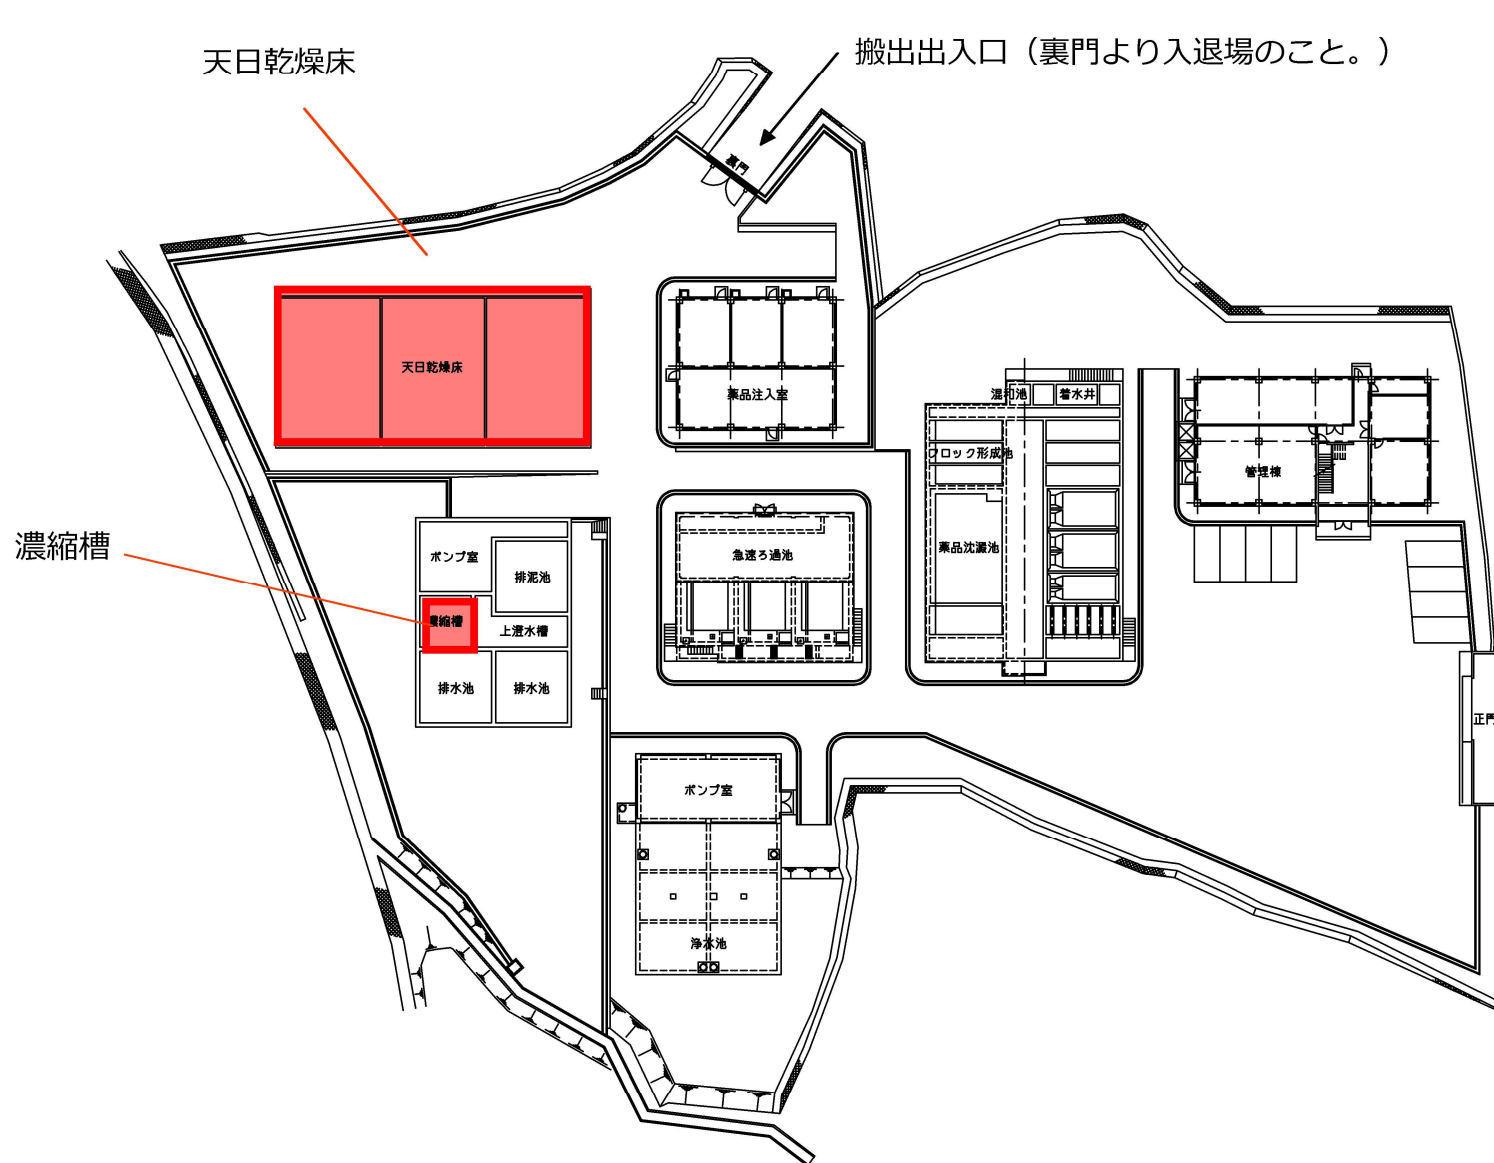 天日乾燥床
搬出出入口（裏門より入退場のこと。）
裏門
天日乾燥床
薬品注入室
混和池
着水井
フロック形成池
管理棟
濃縮槽
ポンプ室
排泥池
急速ろ過池
薬品沈澱池
濃縮槽
上澄水槽
排水池
排水池
正門
ポンプ室
浄水池